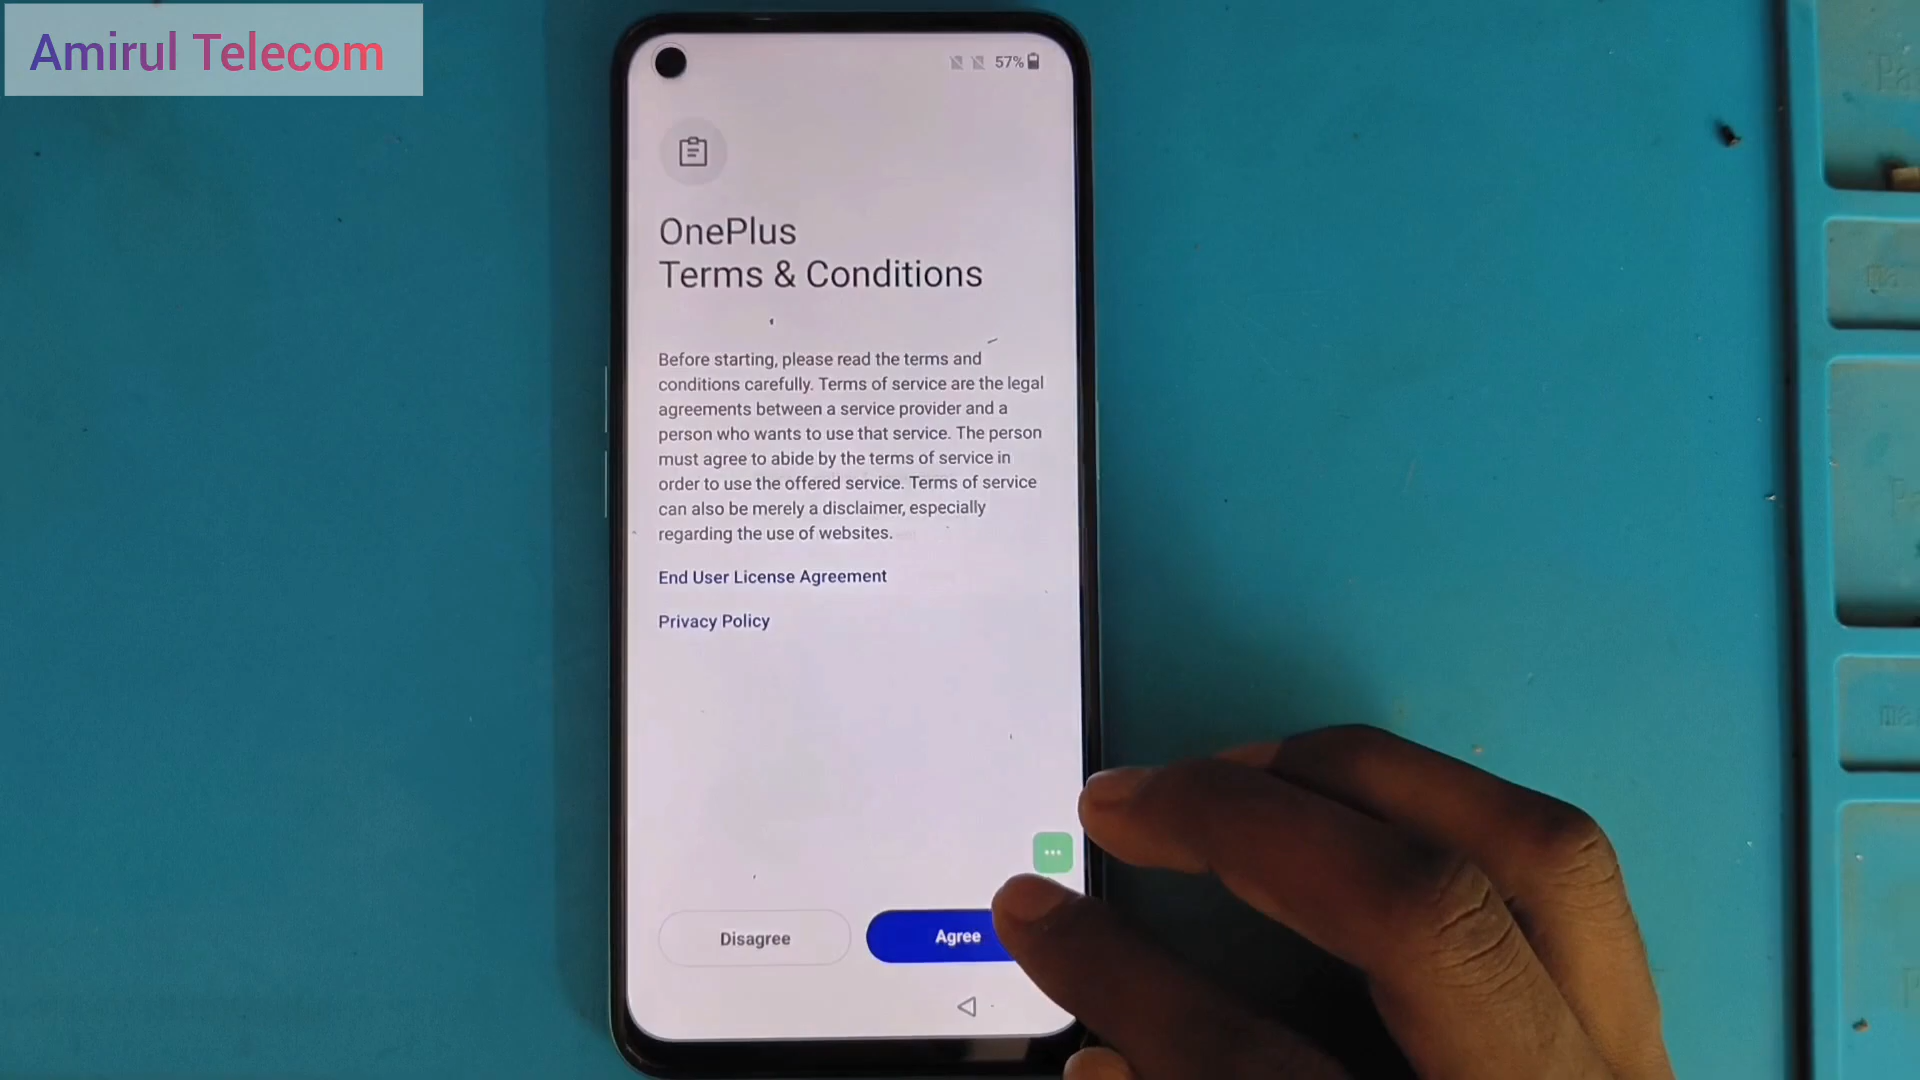 Amirul Telecom
57%
OnePlus
Terms & Conditions
Before starting, please read the terms and
conditions carefully. Terms of service are the legal
agreements between a service provider and a
person who wants to use that service. The person
must agree to abide by the terms of service in
order to use the offered service. Terms of service
can also be merely a disclaimer, especially
regarding the use of websites.
End User License Agreement
Privacy Policy
Disagree
Agree